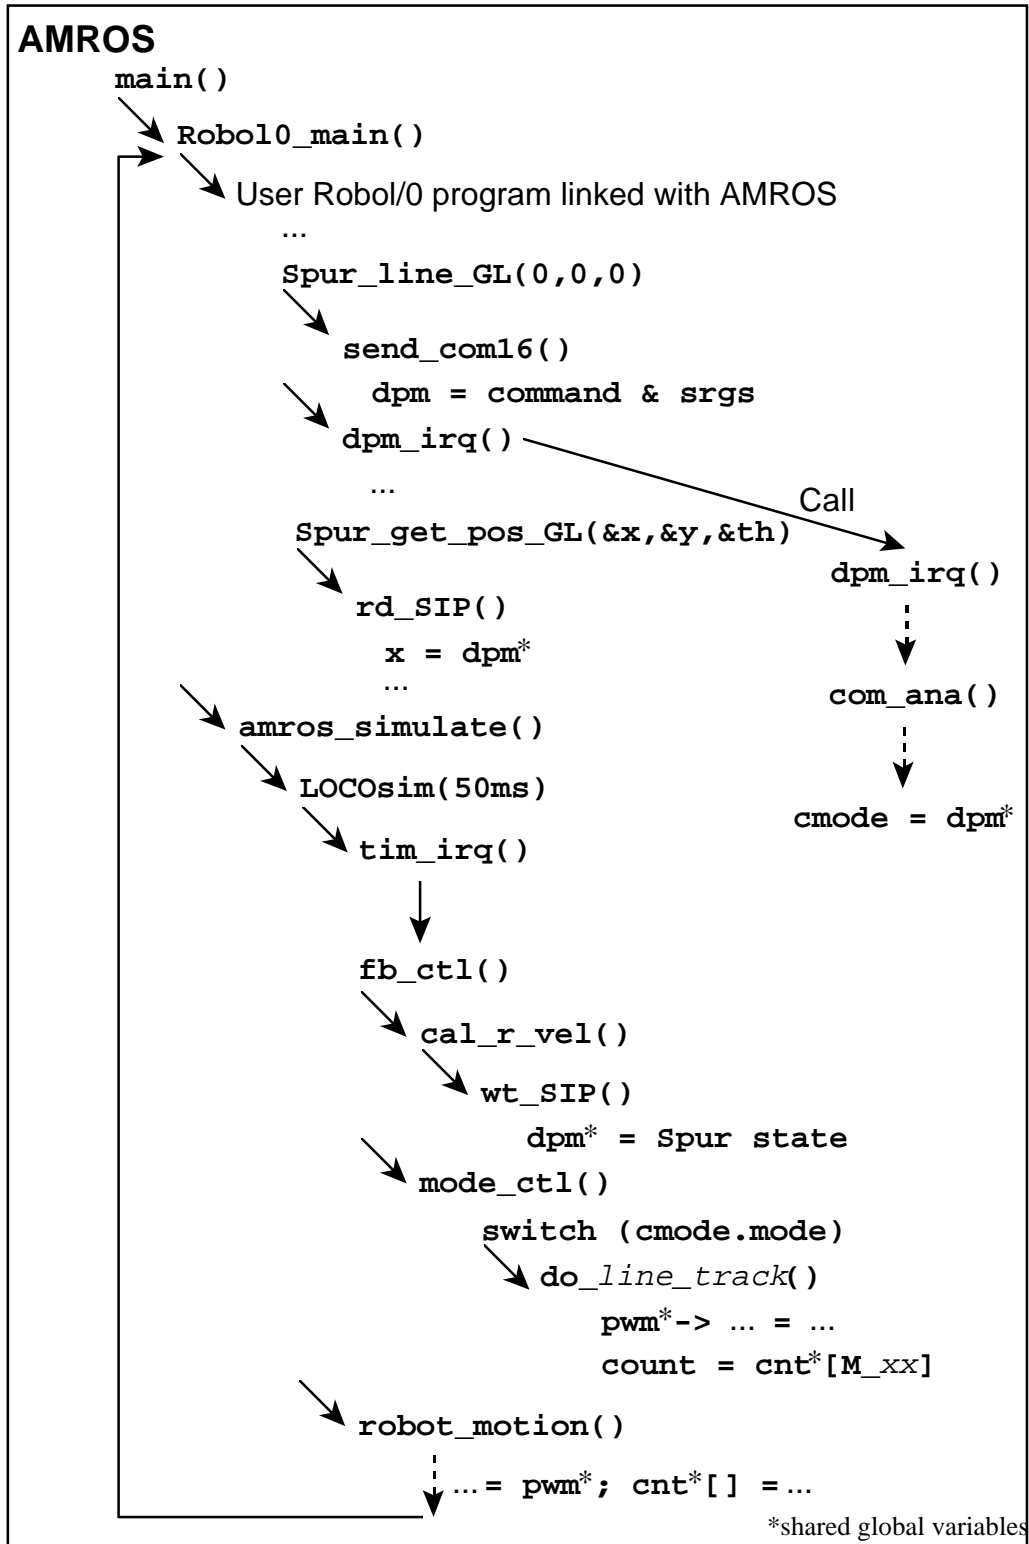 AMROS
main()
Robol0_main()
User Robol/0 program linked with AMROS
...
Spur_line_GL(0,0,0)
send_com16()
dpm = command & srgs
dpm_irq()
...
Call
Spur_get_pos_GL(&x,&y,&th)
dpm_irq()
rd_SIP()
x = dpm*
...
com_ana()
amros_simulate()
LOCOsim(50ms)
cmode = dpm*
tim_irq()
fb_ctl()
cal_r_vel()
wt_SIP()
dpm* = Spur state
mode_ctl()
switch (cmode.mode)
do_line_track()
pwm*-> ... = ...
count = cnt*[M_xx]
robot_motion()
... = pwm*; cnt*[] = ...
*shared global variables